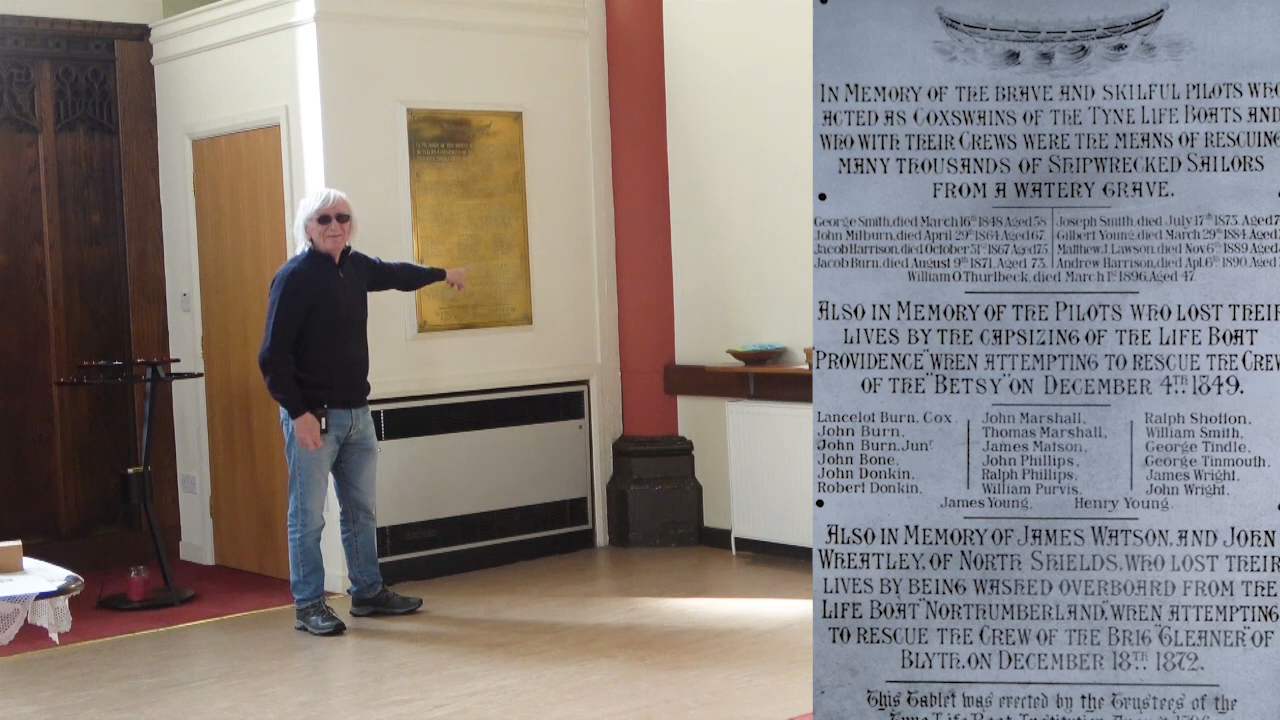 IN MEMORY OF THE BRAVE AND SKILFUL PILOTS WHO
ACTED AS COXSWAINS OF THE TYNE LIFE BOATS AND
WHO WITH THEIR CREWS WERE THE MEANS OF RESCUING
MANY THOUSANDS OF SHIPWRECKED SAILORS
FROM A WATERY GRAVE.
George Smith, died March 16th 1848 Aged 58
John Milburn, died April 29th 1864 Aged 67.
Jacob Harrison, died October 31st 1867 Aged 75
Jacob Burn, died August 9th 1871, Aged 73.
Joseph Smith, died July 17th 1873. Aged 7
Gilbert Young, died March 29th 1884. Aged
Matthew J. Lawson, died Nov 6th 1889 Aged
Andrew Harrison, died Apl. 6th 1890. Aged
William O Thurlbeck, died March 1st 1896, Aged 47.
ALSO IN MEMORY OF THE PILOTS WHO LOST THEIR
LIVES BY THE CAPSIZING OF THE LIFE BOAT
PROVIDENCE" WHEN ATTEMPTING TO RESCUE THE CREW
OF THE "BETSY" ON DECEMBER 4TH 1849.
Lancelot Burn. Cox.
John Burn,
John Burn. Junr
John Bone,
John Donkin,
Robert Donkin,
John Marshall,
Thomas Marshall,
James Matson,
John Phillips,
Ralph Phillips,
William Purvis,
Ralph Shotton,
William Smith,
George Tindle,
George Tinmouth,
James Wright,
John Wright,
James Young, Henry Young.
ALSO IN MEMORY OF JAMES WATSON, AND JOHN
WHEATLEY, OF NORTH SHIELDS, WHO LOST THEIR
LIVES BY BEING WASHED OVERBOARD FROM THE
LIFE BOAT "NORTHUMBERLAND", WHEN ATTEMPTING
TO RESCUE THE CREW OF THE BRIG "GLEANER" OF
BLYTH, ON DECEMBER 18TH 1872.
This Tablet was erected by the Trustees of the
Tyne Life Boat Institution